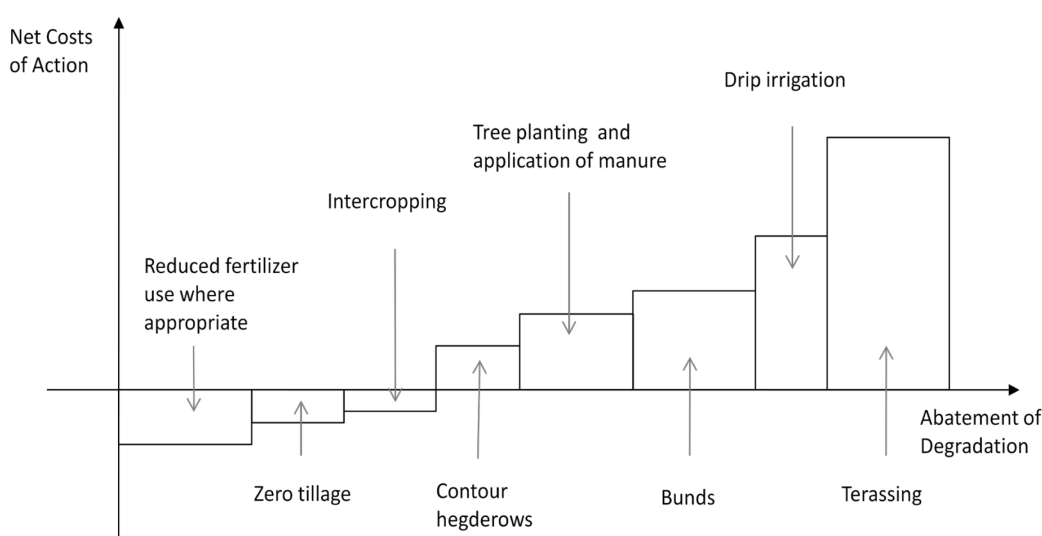 Net Costs
of Action
Drip irrigation
Tree planting and
application of manure
Intercropping
Reduced fertilizer
use where
appropriate
Abatement of
Degradation
Zero tillage
Contour
hegderows
Bunds
Terassing